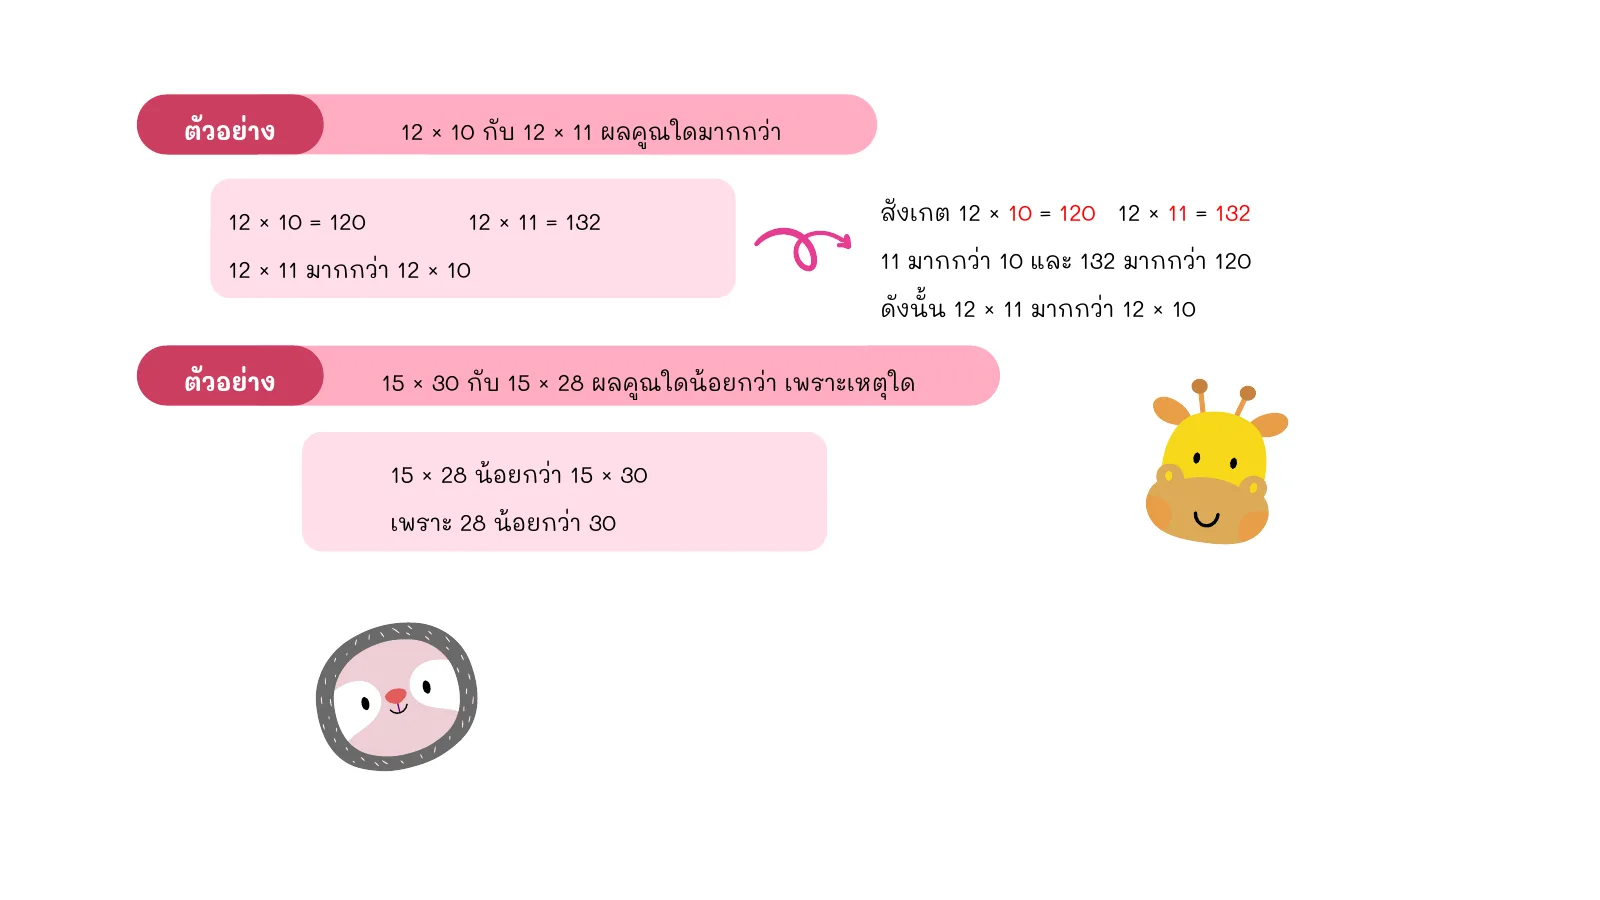 ตัวอย่าง 12 × 10 กับ 12 × 11 ผลคูณใดมากกว่า
12 × 10 = 120 12 × 11 = 132
12 × 11 มากกว่า 12 × 10
สังเกต 12 × 10 = 120 12 × 11 = 132
11 มากกว่า 10 และ 132 มากกว่า 120
ดังนั้น 12 × 11 มากกว่า 12 × 10
ตัวอย่าง 15 × 30 กับ 15 × 28 ผลคูณใดน้อยกว่า เพราะเหตุใด
15 × 28 น้อยกว่า 15 × 30
เพราะ 28 น้อยกว่า 30